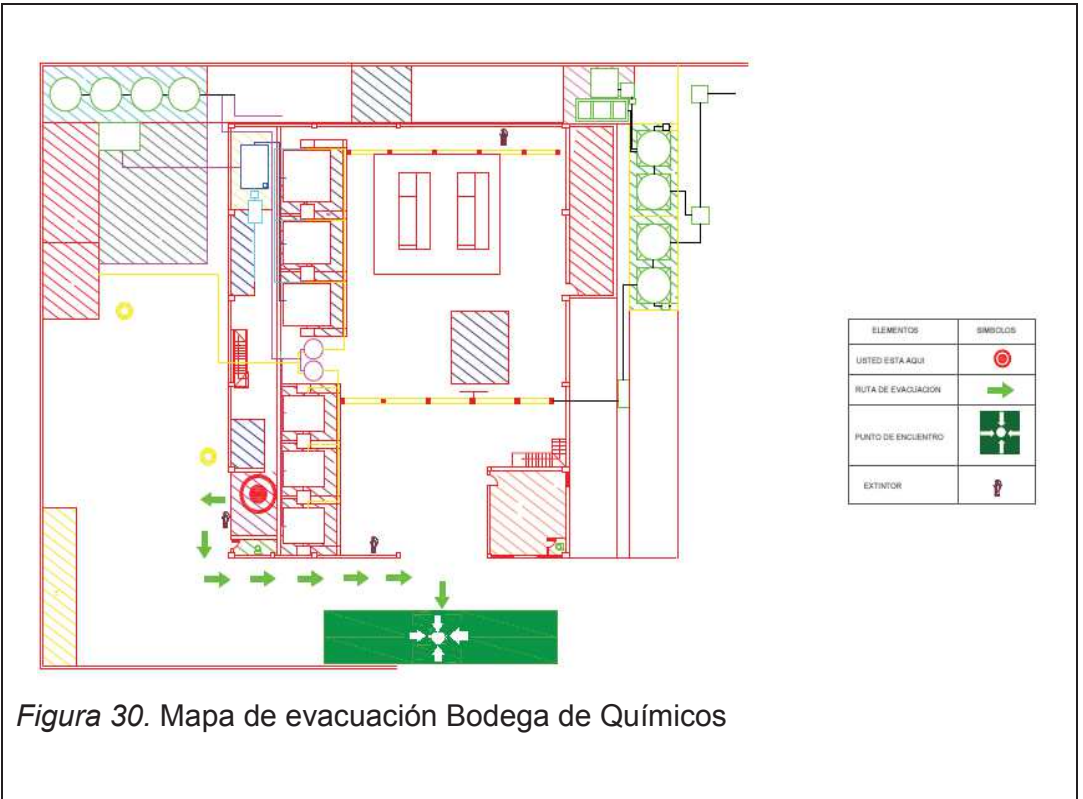 ELEMENTOS SIMBOLOS
USTED ESTA AQUI
RUTA DE EVACUACION
PUNTO DE ENCUENTRO
EXTINTOR
Figura 30. Mapa de evacuación Bodega de Químicos